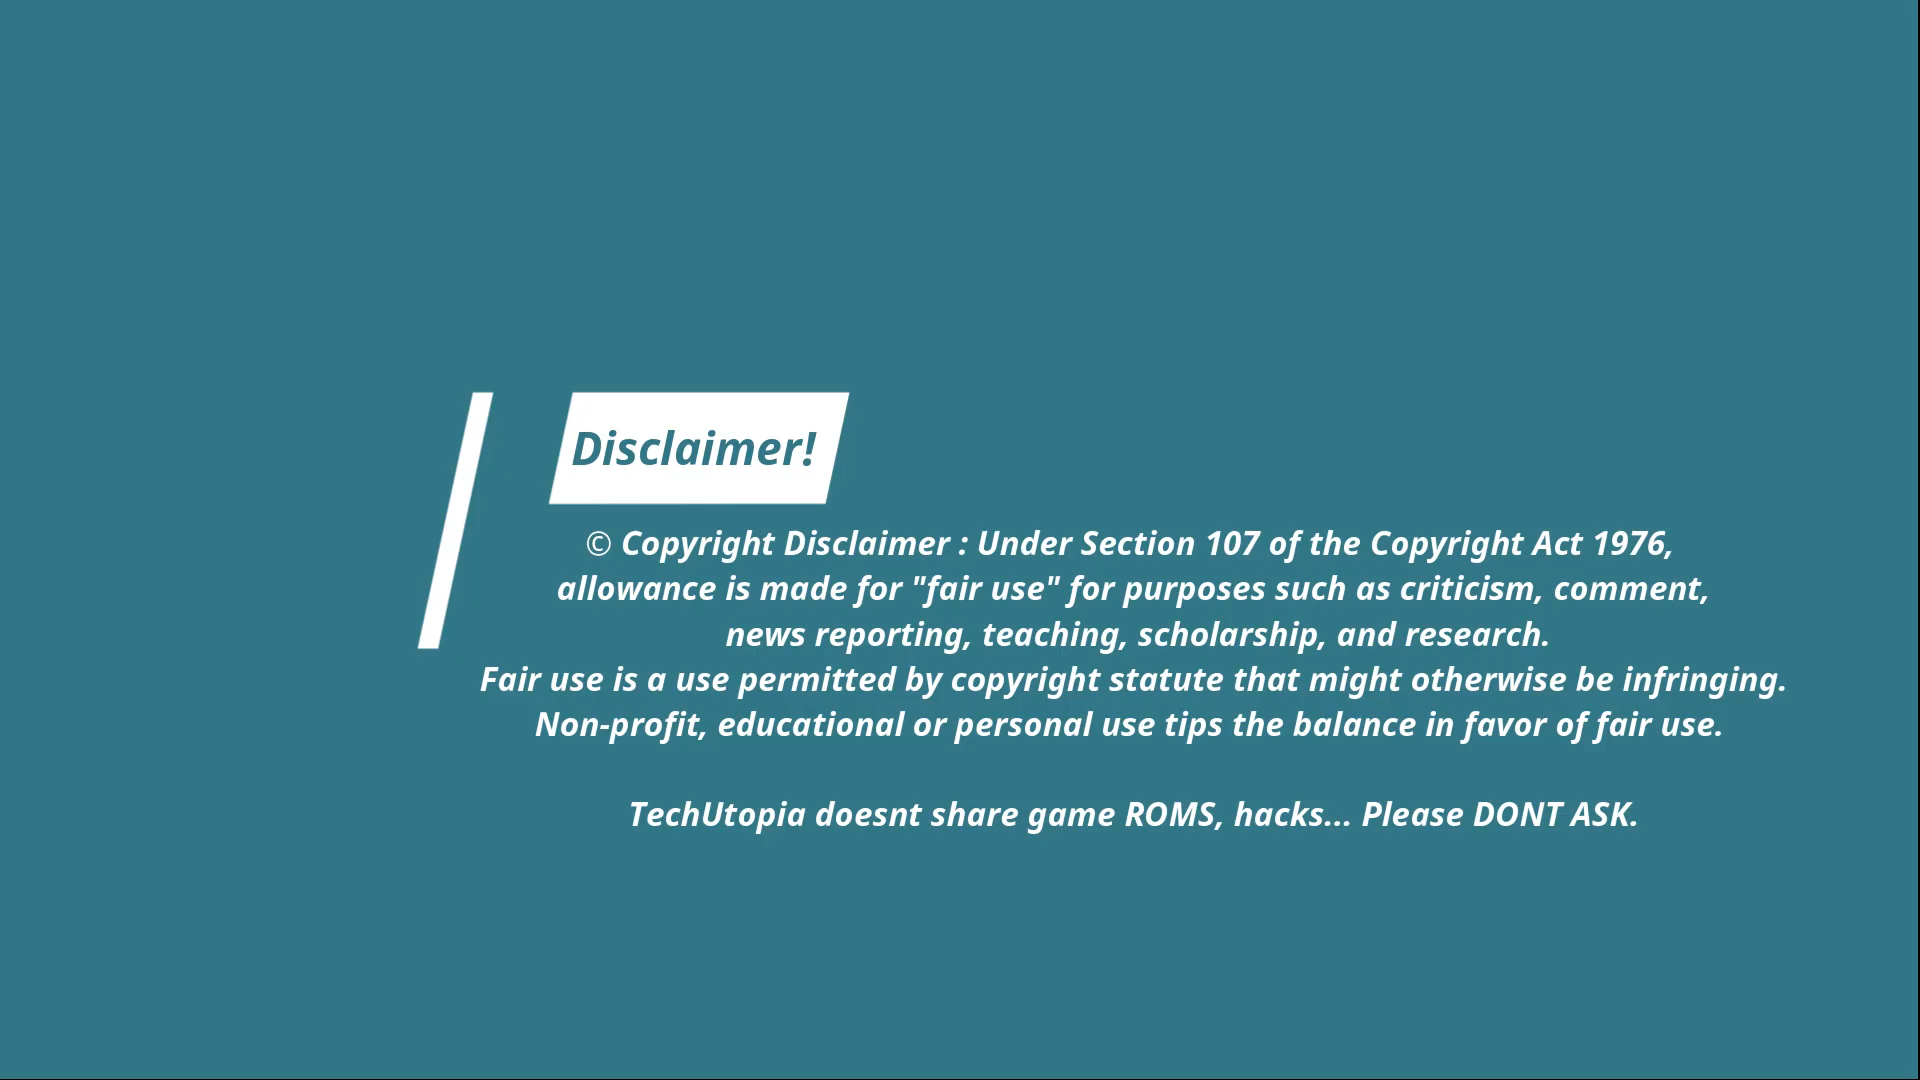 Disclaimer!
© Copyright Disclaimer : Under Section 107 of the Copyright Act 1976,
allowance is made for "fair use" for purposes such as criticism, comment,
news reporting, teaching, scholarship, and research.
Fair use is a use permitted by copyright statute that might otherwise be infringing.
Non-profit, educational or personal use tips the balance in favor of fair use.
TechUtopia doesnt share game ROMS, hacks... Please DONT ASK.